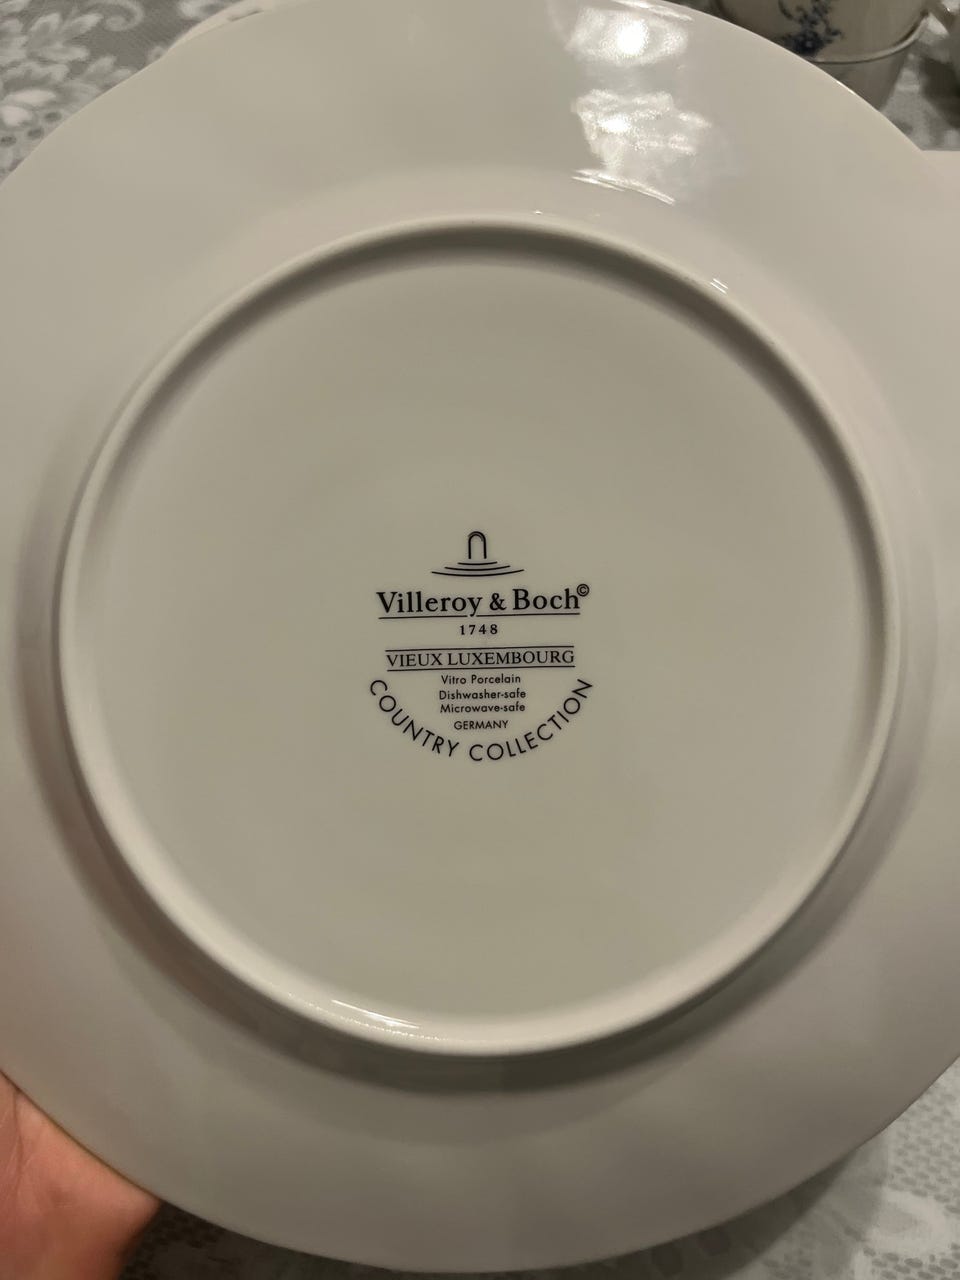 Villeroy & Boch©
1748
VIEUX LUXEMBOURG
Vitro Porcelain
Dishwasher-safe
Microwave-safe
GERMANY
COUNTRY COLLECTION